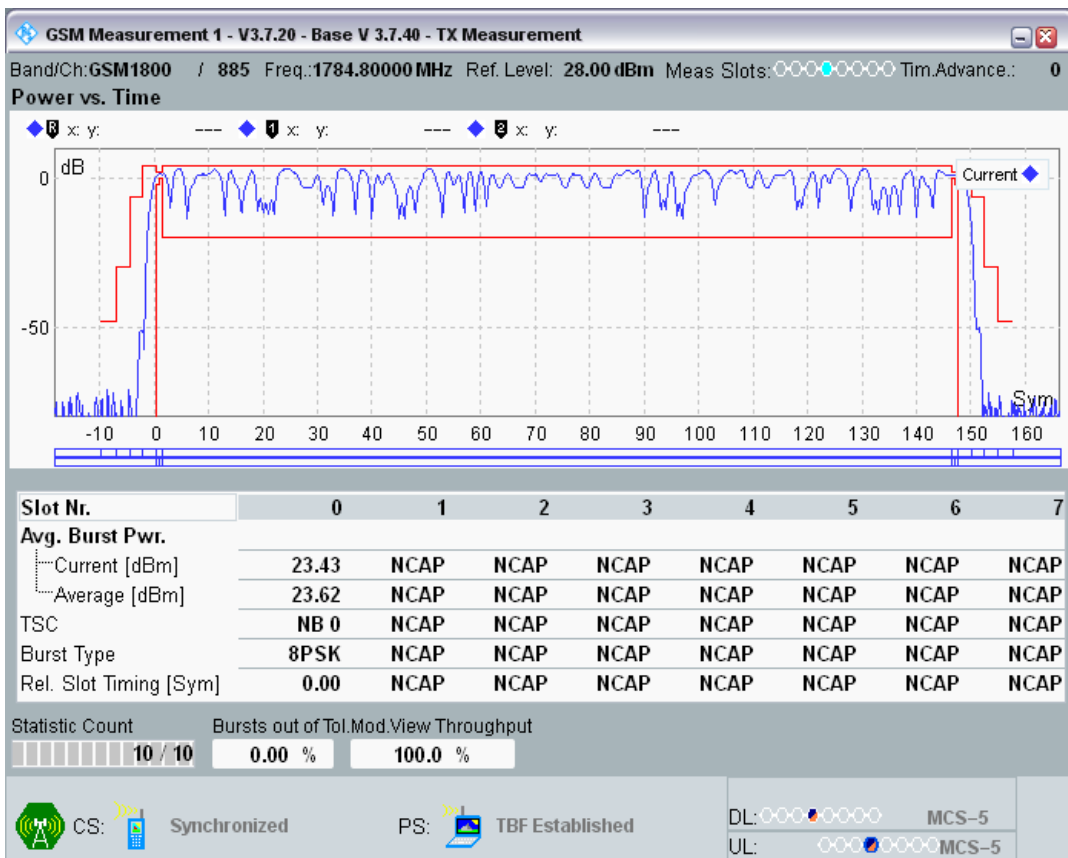 GSM Measurement 1 - V3.7.20 - Base V 3.7.40 - TX Measurement
Band/Ch:GSM1800 / 885 Freq.:1784.80000 MHz Ref. Level: 28.00 dBm Meas Slots: Tim.Advance.: 0
Power vs. Time
R x: y: --- 1 x: y: --- 2 x: y: ---
dB
0
-50
Current
Sym
-10 0 10 20 30 40 50 60 70 80 90 100 110 120 130 140 150 160
Slot Nr. 0 1 2 3 4 5 6 7
Avg. Burst Pwr.
Current [dBm] 23.43 NCAP NCAP NCAP NCAP NCAP NCAP NCAP
Average [dBm] 23.62 NCAP NCAP NCAP NCAP NCAP NCAP NCAP
TSC NB 0 NCAP NCAP NCAP NCAP NCAP NCAP NCAP
Burst Type 8PSK NCAP NCAP NCAP NCAP NCAP NCAP NCAP
Rel. Slot Timing [Sym] 0.00 NCAP NCAP NCAP NCAP NCAP NCAP NCAP
Statistic Count Bursts out of Tol. Mod.View Throughput
10 / 10 0.00 % 100.0 %
CS: Synchronized PS: TBF Established
DL: MCS-5
UL: MCS-5